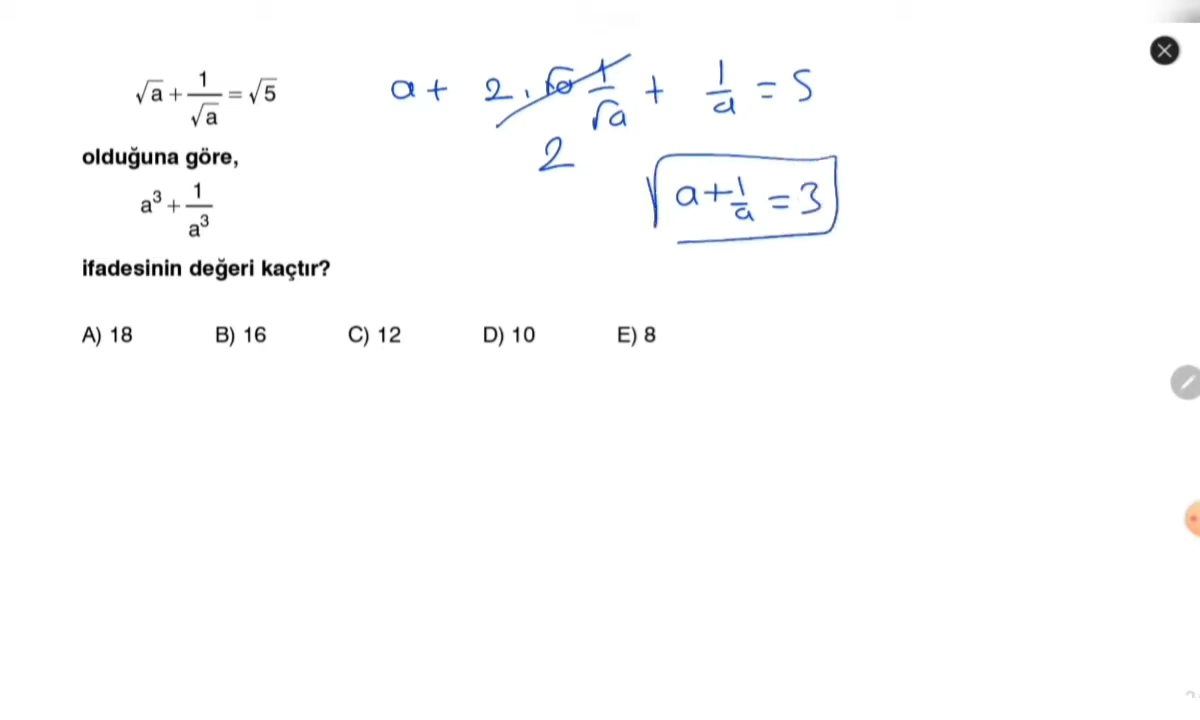 √a + 1/√a = √5
a + 2.√a 1/√a + 1/a = 5
2
olduğuna göre,
a + 1/a = 3
a³ + 1/a³
ifadesinin değeri kaçtır?
A) 18 B) 16 C) 12 D) 10 E) 8